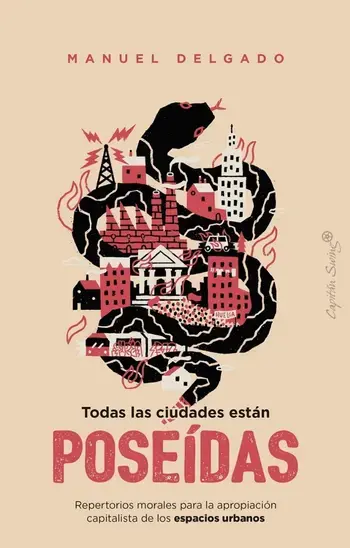 MANUEL DELGADO
HUELGA
Capitán Swing
Todas las ciudades están
POSEÍDAS
Repertorios morales para la apropiación
capitalista de los espacios urbanos